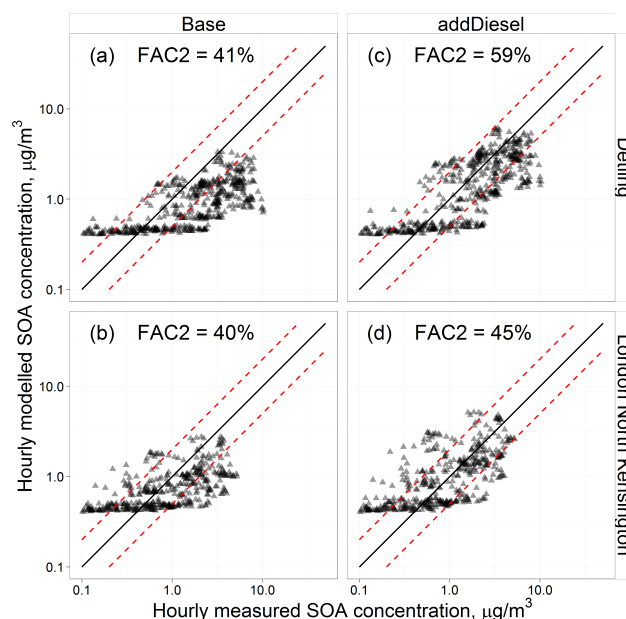 Base
addDiesel
(a) FAC2 = 41%
(c) FAC2 = 59%
10.0
1.0
0.1
Detling
(b) FAC2 = 40%
(d) FAC2 = 45%
10.0
1.0
0.1
London North Kensington
Hourly modelled SOA concentration, μg/m³
0.1 1.0 10.0
0.1 1.0 10.0
Hourly measured SOA concentration, μg/m³